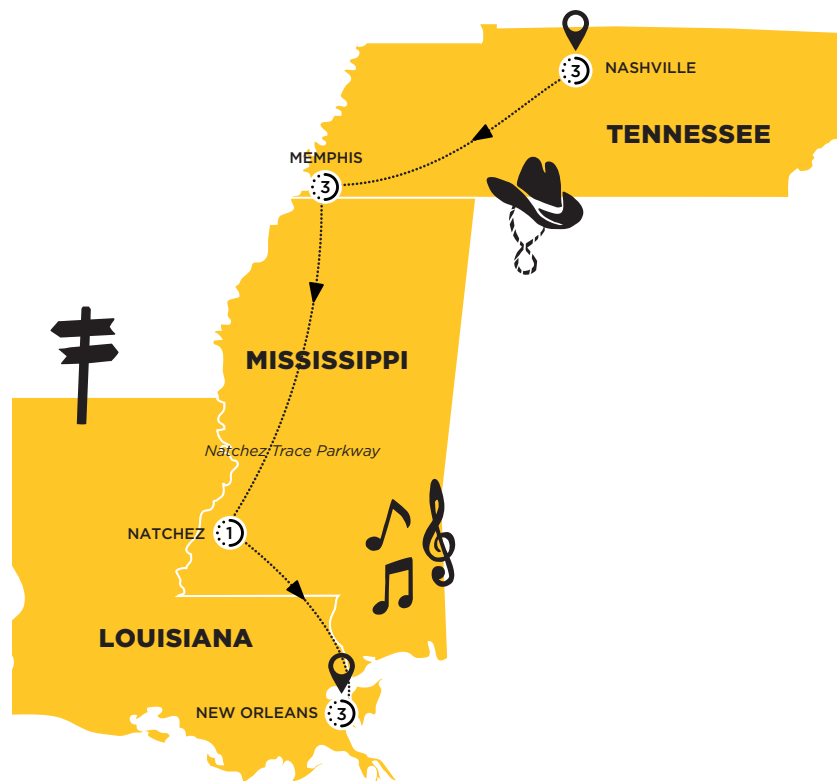 3
NASHVILLE
TENNESSEE
MEMPHIS
3
MISSISSIPPI
Natchez Trace Parkway
NATCHEZ
1
LOUISIANA
NEW ORLEANS
3